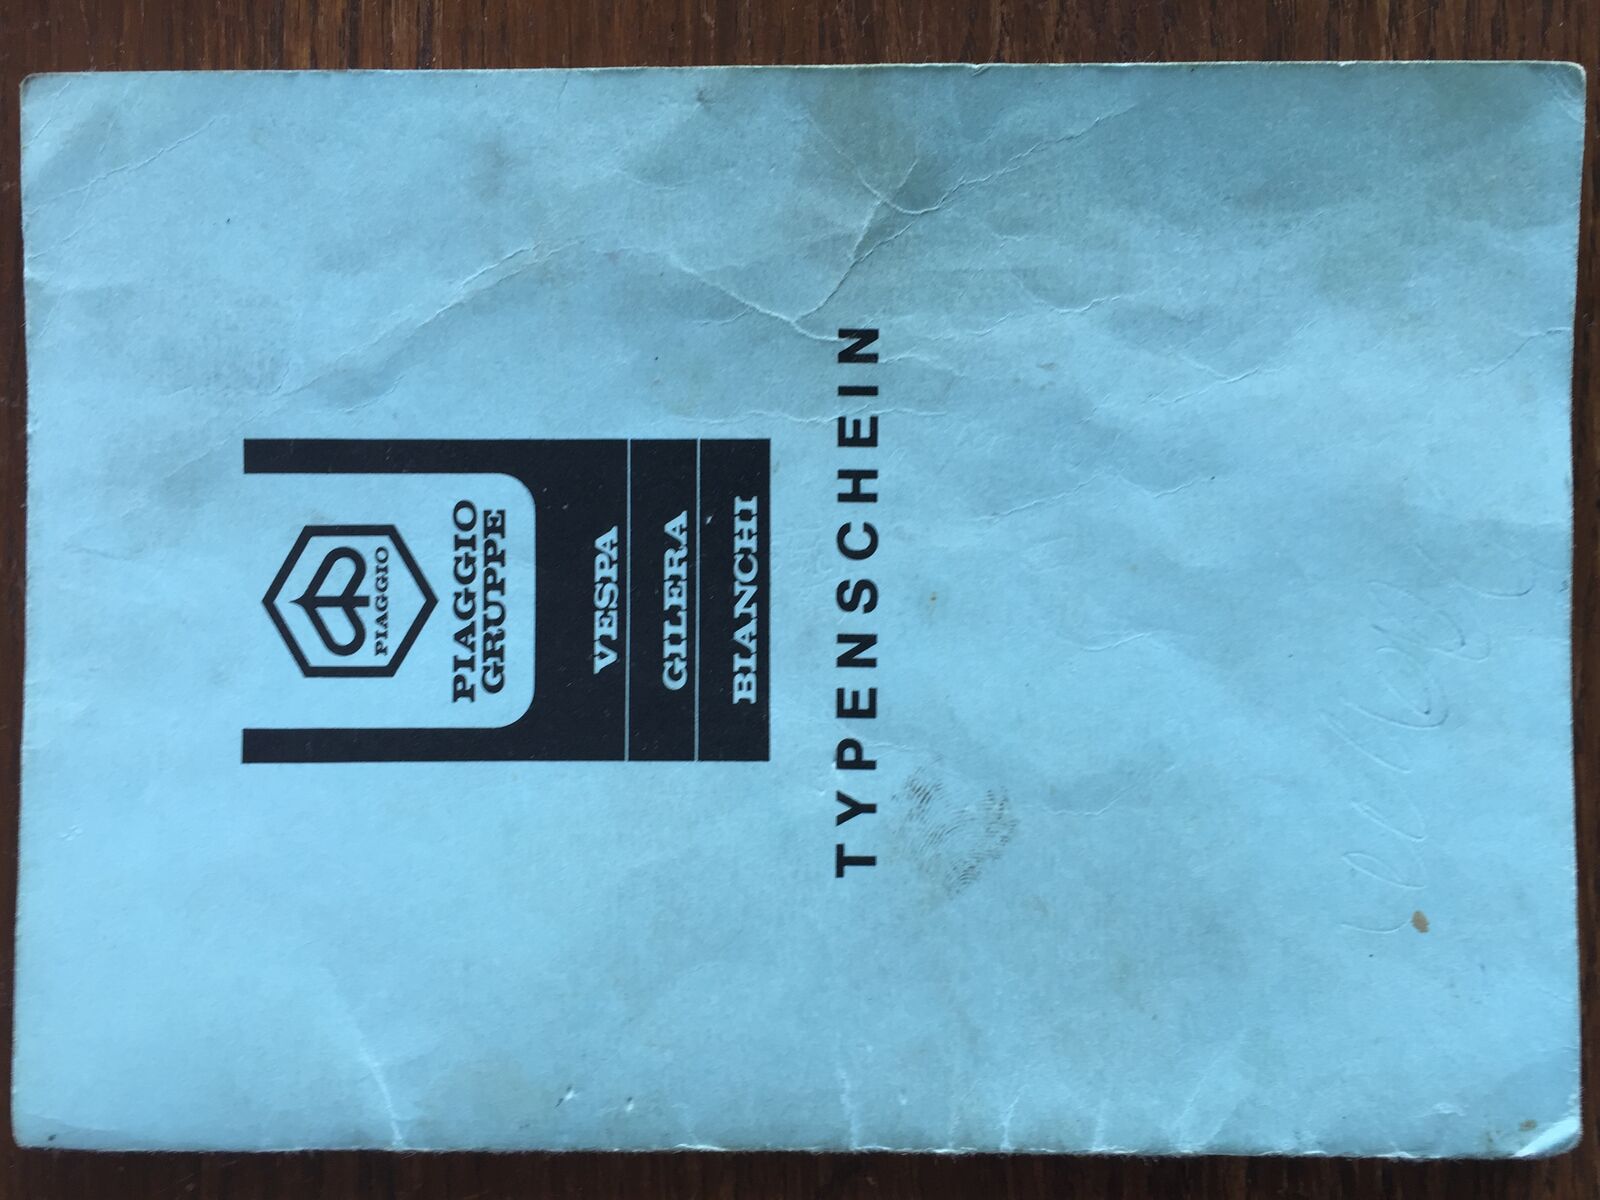 PIAGGIO
PIAGGIO
GRUPPE
VESPA
GILERA
BIANCHI
TYPENSCHEIN